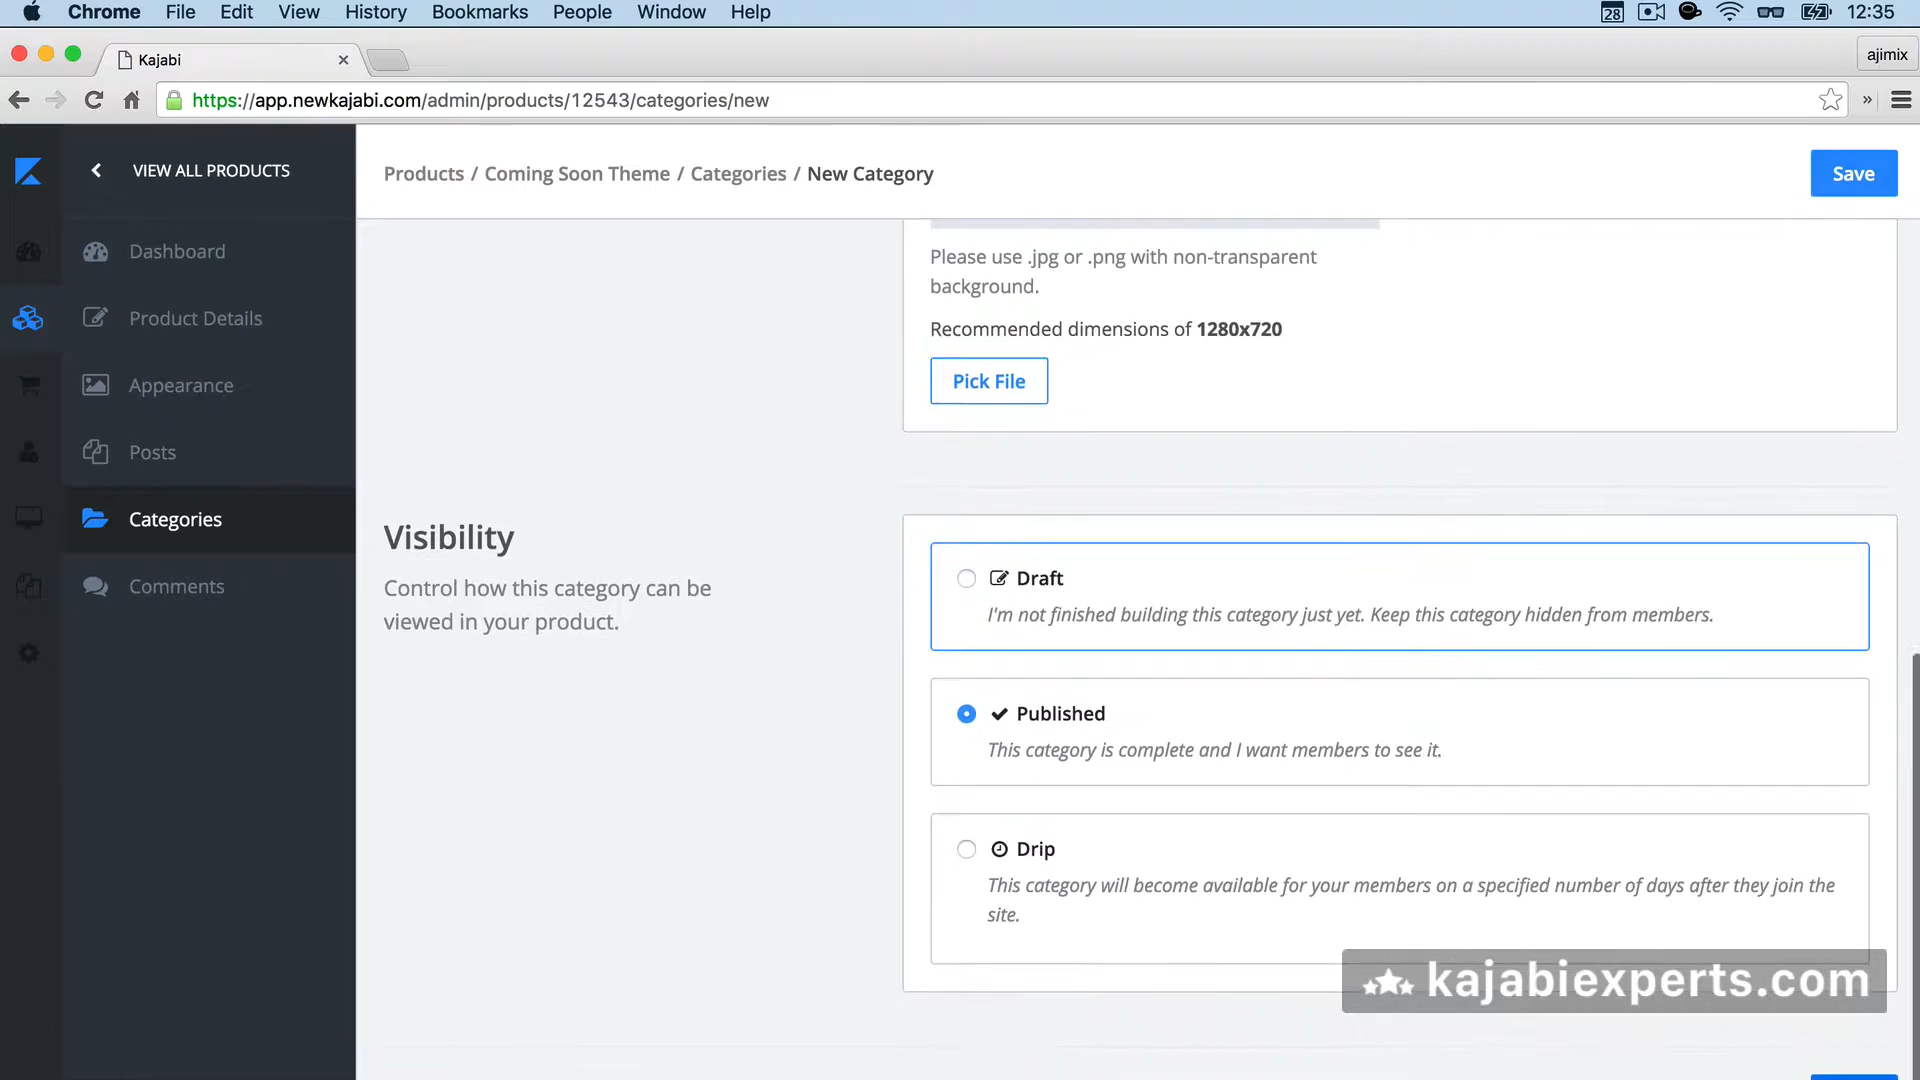 Chrome File Edit View History Bookmarks People Window Help 28 12:35
Kajabi ajimix
https://app.newkajabi.com/admin/products/12543/categories/new »
VIEW ALL PRODUCTS
Products / Coming Soon Theme / Categories / New Category
Save
Dashboard
Product Details
Appearance
Posts
Categories
Comments
Please use .jpg or .png with non-transparent
background.
Recommended dimensions of 1280x720
Pick File
Visibility
Control how this category can be
viewed in your product.
Draft
I'm not finished building this category just yet. Keep this category hidden from members.
Published
This category is complete and I want members to see it.
Drip
This category will become available for your members on a specified number of days after they join the
site.
kajabiexperts.com